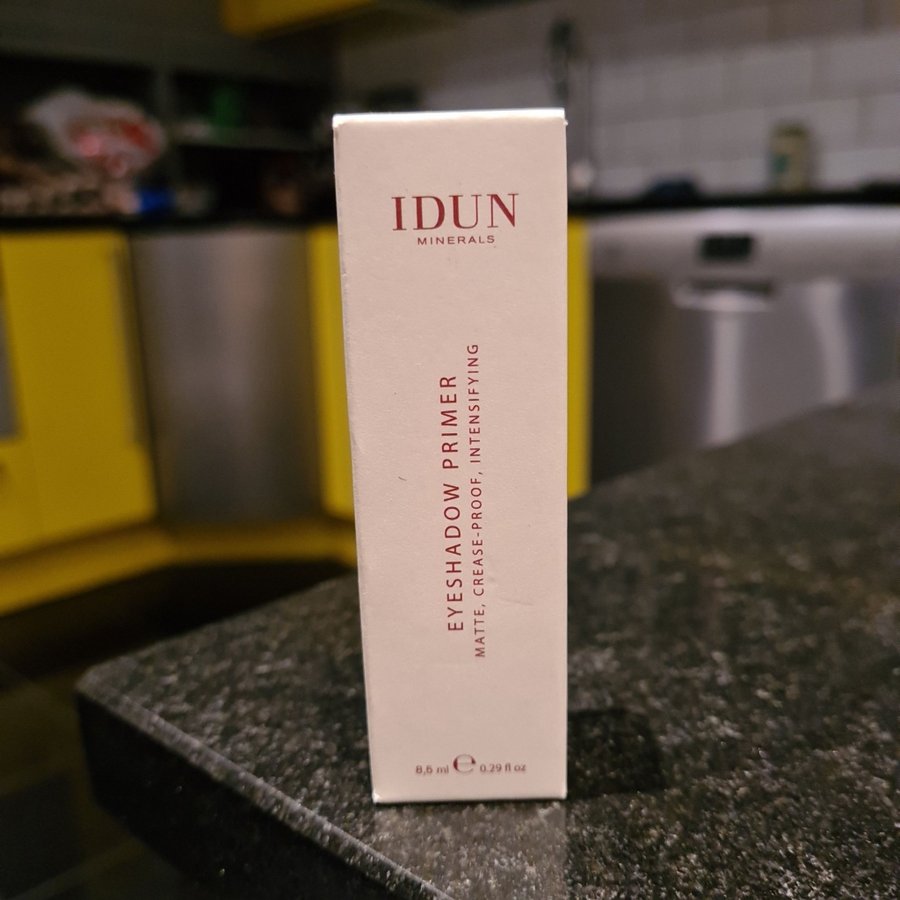 IDUN
MINERALS
EYESHADOW PRIMER
MATTE, CREASE-PROOF, INTENSIFYING
8,5 ml ℮ 0.29 fl oz